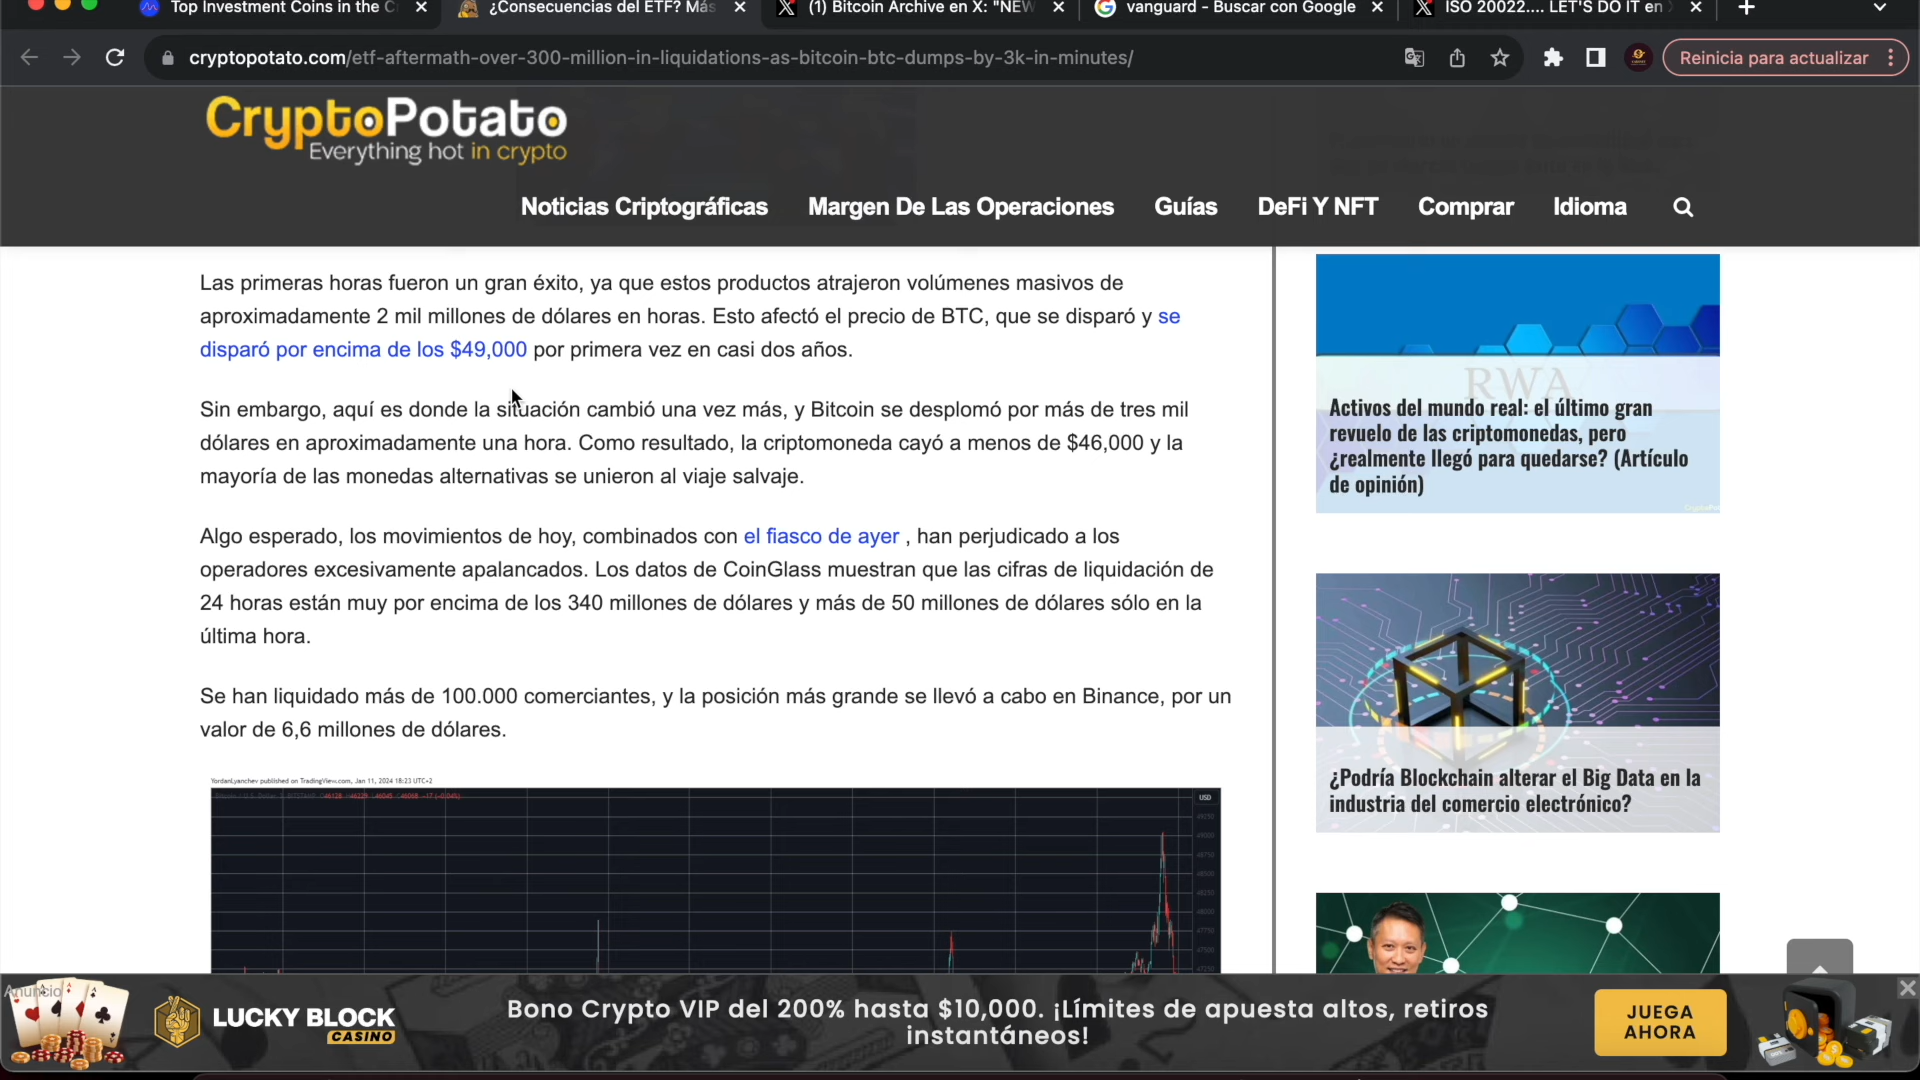 Top Investment Coins in the C
¿Consecuencias del ETF? Más
(1) Bitcoin Archive en X: "NEW
vanguard - Buscar con Google
ISO 20022.... LET'S DO IT en
cryptopotato.com/etf-aftermath-over-300-million-in-liquidations-as-bitcoin-btc-dumps-by-3k-in-minutes/
Reinicia para actualizar
CryptoPotato
Everything hot in crypto
Noticias Criptográficas
Margen De Las Operaciones
Guías
DeFi Y NFT
Comprar
Idioma
Las primeras horas fueron un gran éxito, ya que estos productos atrajeron volúmenes masivos de
aproximadamente 2 mil millones de dólares en horas. Esto afectó el precio de BTC, que se disparó y se
disparó por encima de los $49,000 por primera vez en casi dos años.
Sin embargo, aquí es donde la situación cambió una vez más, y Bitcoin se desplomó por más de tres mil
dólares en aproximadamente una hora. Como resultado, la criptomoneda cayó a menos de $46,000 y la
mayoría de las monedas alternativas se unieron al viaje salvaje.
Algo esperado, los movimientos de hoy, combinados con el fiasco de ayer , han perjudicado a los
operadores excesivamente apalancados. Los datos de CoinGlass muestran que las cifras de liquidación de
24 horas están muy por encima de los 340 millones de dólares y más de 50 millones de dólares sólo en la
última hora.
Se han liquidado más de 100.000 comerciantes, y la posición más grande se llevó a cabo en Binance, por un
valor de 6,6 millones de dólares.
YordanLyanchev published on TradingView.com, Jan 11, 2024 18:23 UTC+2
USD
RWA
Activos del mundo real: el último gran
revuelo de las criptomonedas, pero
¿realmente llegó para quedarse? (Artículo
de opinión)
¿Podría Blockchain alterar el Big Data en la
industria del comercio electrónico?
Anuncio
LUCKY BLOCK
CASINO
Bono Crypto VIP del 200% hasta $10,000. ¡Límites de apuesta altos, retiros
instantáneos!
JUEGA
AHORA